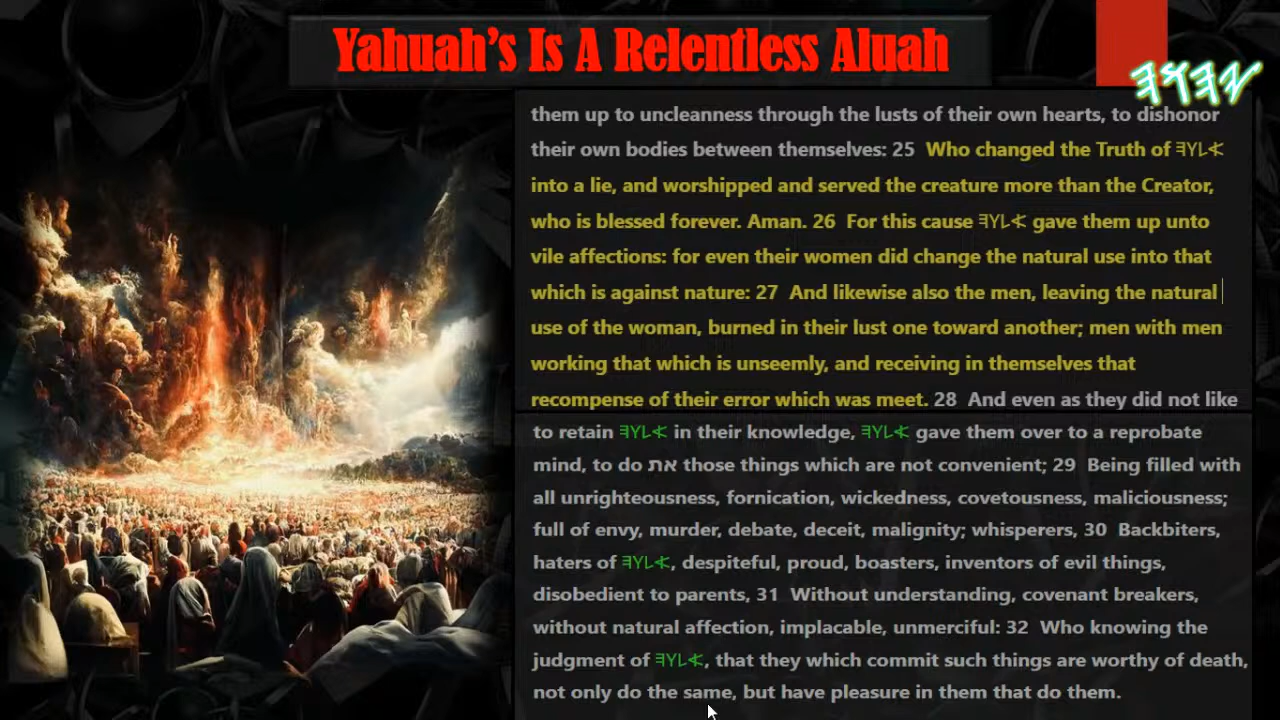 Yahuah’s Is A Relentless Aluah
𐤉𐤄𐤅𐤄
them up to uncleanness through the lusts of their own hearts, to dishonor
their own bodies between themselves: 25 Who changed the Truth of 𐤀𐤋𐤅𐤄
into a lie, and worshipped and served the creature more than the Creator,
who is blessed forever. Aman. 26 For this cause 𐤀𐤋𐤅𐤄 gave them up unto
vile affections: for even their women did change the natural use into that
which is against nature: 27 And likewise also the men, leaving the natural
use of the woman, burned in their lust one toward another; men with men
working that which is unseemly, and receiving in themselves that
recompense of their error which was meet. 28 And even as they did not like
to retain 𐤀𐤋𐤅𐤄 in their knowledge, 𐤀𐤋𐤅𐤄 gave them over to a reprobate
mind, to do את those things which are not convenient; 29 Being filled with
all unrighteousness, fornication, wickedness, covetousness, maliciousness;
full of envy, murder, debate, deceit, malignity; whisperers, 30 Backbiters,
haters of 𐤀𐤋𐤅𐤄, despiteful, proud, boasters, inventors of evil things,
disobedient to parents, 31 Without understanding, covenant breakers,
without natural affection, implacable, unmerciful: 32 Who knowing the
judgment of 𐤀𐤋𐤅𐤄, that they which commit such things are worthy of death,
not only do the same, but have pleasure in them that do them.